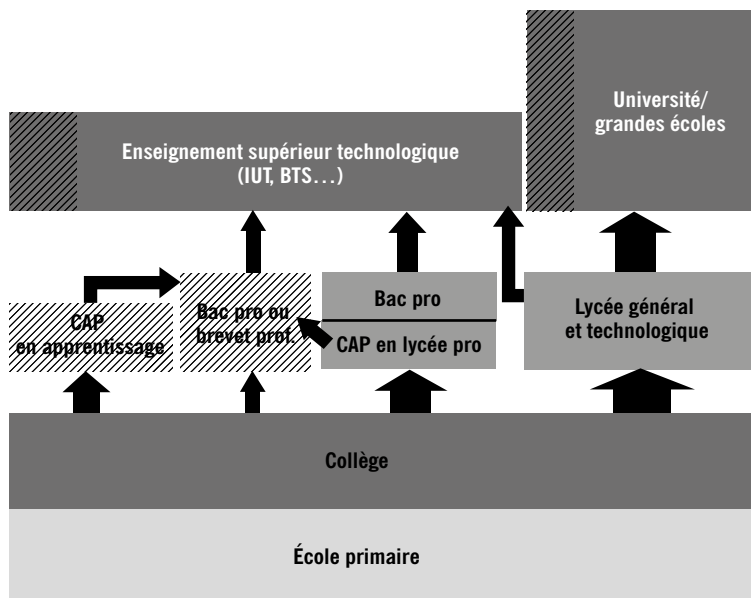 Université/
grandes écoles
Enseignement supérieur technologique
(IUT, BTS…)
CAP
en apprentissage
Bac pro ou
brevet prof.
Bac pro
CAP en lycée pro
Lycée général
et technologique
Collège
École primaire